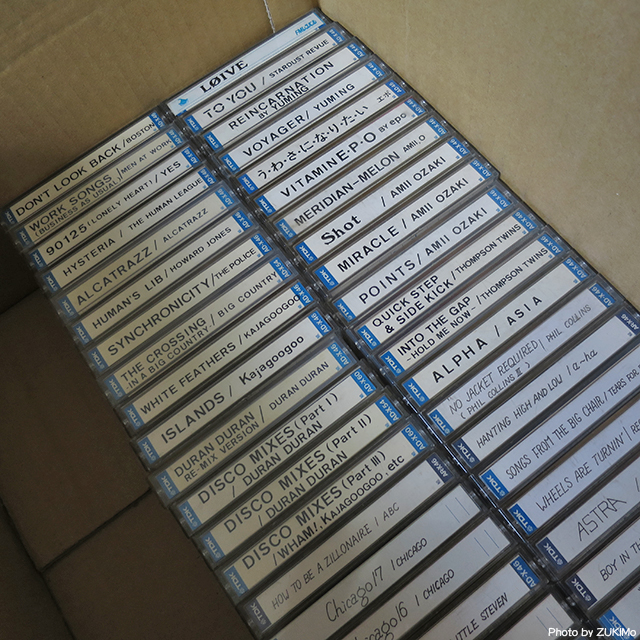 DON'T LOOK BACK / BOSTON
WORK SONGS / MEN AT WORK
BUSINESS AS USUAL
90125 / LONELY HEART / YES
HYSTERIA / THE HUMAN LEAGUE
ALCATRAZZ / ALCATRAZZ
HUMAN'S LIB / HOWARD JONES
SYNCHRONICITY / THE POLICE
THE CROSSING / BIG COUNTRY
IN A BIG COUNTRY
WHITE FEATHERS / KAJAGOOGOO
ISLANDS / Kajagoogoo
DURAN DURAN / DURAN DURAN
RE-MIX VERSION
DISCO MIXES (Part I)
/ DURAN DURAN
DISCO MIXES (Part II)
/ DURAN DURAN
DISCO MIXES (Part III)
/ WHAM!. KAJAGOOGOO..etc
HOW TO BE A ZILLIONAIRE / ABC
Chicago17 / CHICAGO
Chicago16 / CHICAGO
LITTLE STEVEN
LØIVE
TO YOU / STARDUST REVUE
REINCARNATION
BY YUMING
VOYAGER / YUMING
う・わ・さ・に・な・り・た・い エポ
VITAMIN E・P・O BY epo
MERIDIAN-MELON AMII.O
Shot / AMII OZAKI
MIRACLE / AMII OZAKI
POINTS / AMII OZAKI
QUICK STEP
& SIDE KICK / THOMPSON TWINS
INTO THE GAP / THOMPSON TWINS
-HOLD ME NOW-
ALPHA / ASIA
NO JACKET REQUIRED / PHIL COLLINS
(PHIL COLLINS III)
HUNTING HIGH AND LOW / a-ha
SONGS FROM THE BIG CHAIR / TEARS FOR
WHEELS ARE TURNIN' /
ASTRA /
BOY IN T
Photo by ZUKiMo